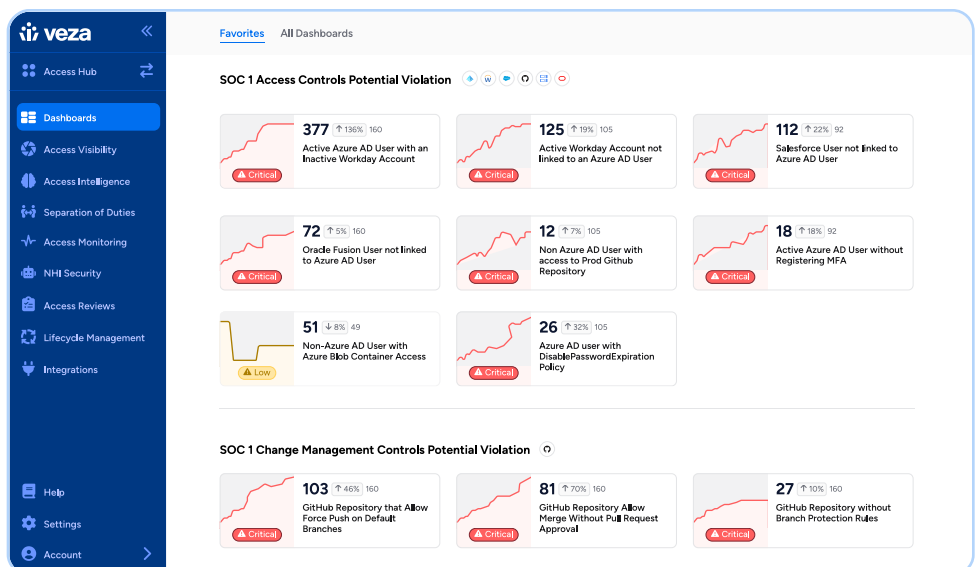 veza
Access Hub
Dashboards
Access Visibility
Access Intelligence
Separation of Duties
Access Monitoring
NHI Security
Access Reviews
Lifecycle Management
Integrations
Help
Settings
Account
Favorites All Dashboards
SOC 1 Access Controls Potential Violation
377 ↑ 136% 160
Active Azure AD User with an
Inactive Workday Account
Critical
125 ↑ 19% 105
Active Workday Account not
linked to an Azure AD User
Critical
112 ↑ 22% 92
Salesforce User not linked to
Azure AD User
Critical
72 ↑ 5% 160
Oracle Fusion User not linked
to Azure AD User
Critical
12 ↑ 7% 105
Non Azure AD User with
access to Prod Github
Repository
Critical
18 ↑ 18% 92
Active Azure AD User without
Registering MFA
Critical
51 ↓ 8% 49
Non-Azure AD User with
Azure Blob Container Access
Low
26 ↑ 32% 105
Azure AD user with
DisablePasswordExpiration
Policy
Critical
SOC 1 Change Management Controls Potential Violation
103 ↑ 46% 160
GitHub Repository that Allow
Force Push on Default
Branches
Critical
81 ↑ 70% 160
GitHub Repository Allow
Merge Without Pull Request
Approval
Critical
27 ↑ 10% 160
GitHub Repository without
Branch Protection Rules
Critical